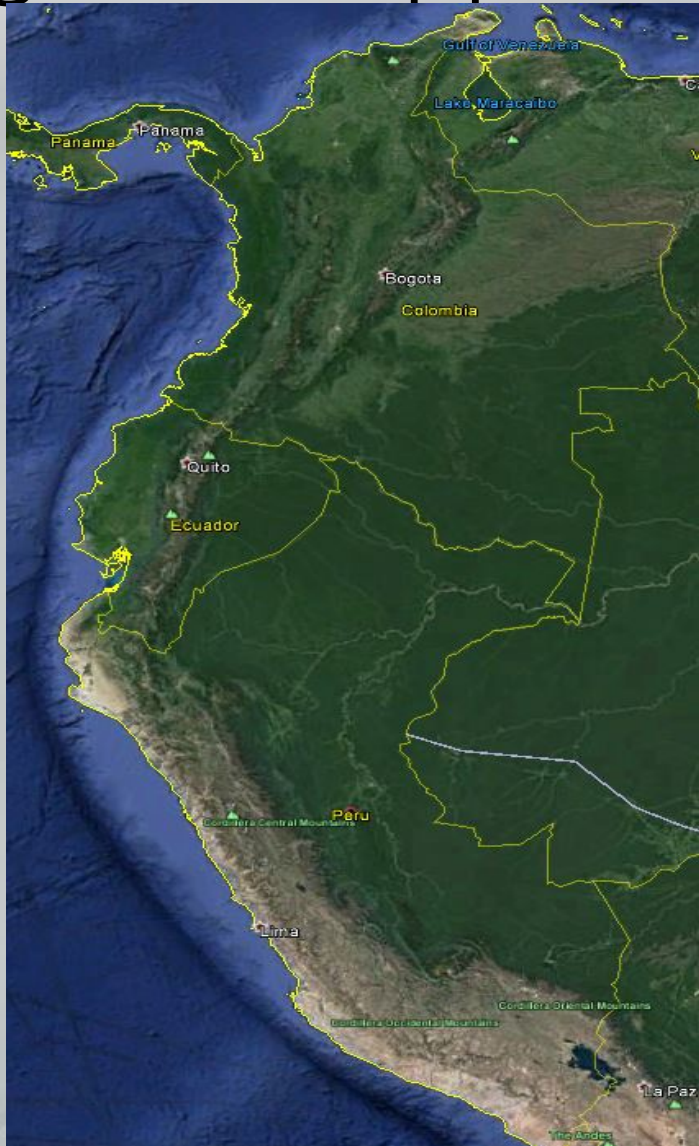 Gulf of Venezuela
Lake Maracaibo
Panama
Panama
Bogota
Colombia
Quito
Ecuador
Peru
Cordillera Central Mountains
Lima
Cordillera Oriental Mountains
Cordillera Occidental Mountains
La Paz
The Andes